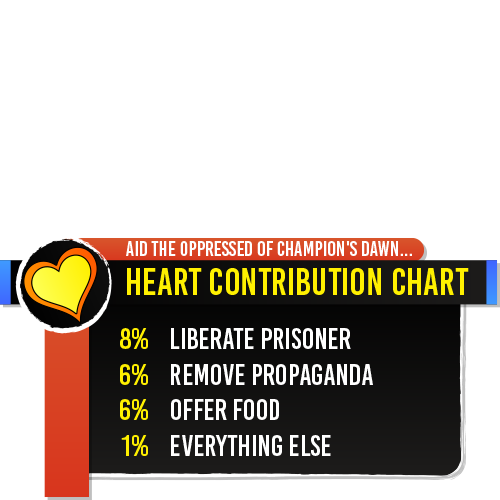 AID THE OPPRESSED OF CHAMPION'S DAWN...
HEART CONTRIBUTION CHART
8% LIBERATE PRISONER
6% REMOVE PROPAGANDA
6% OFFER FOOD
1% EVERYTHING ELSE